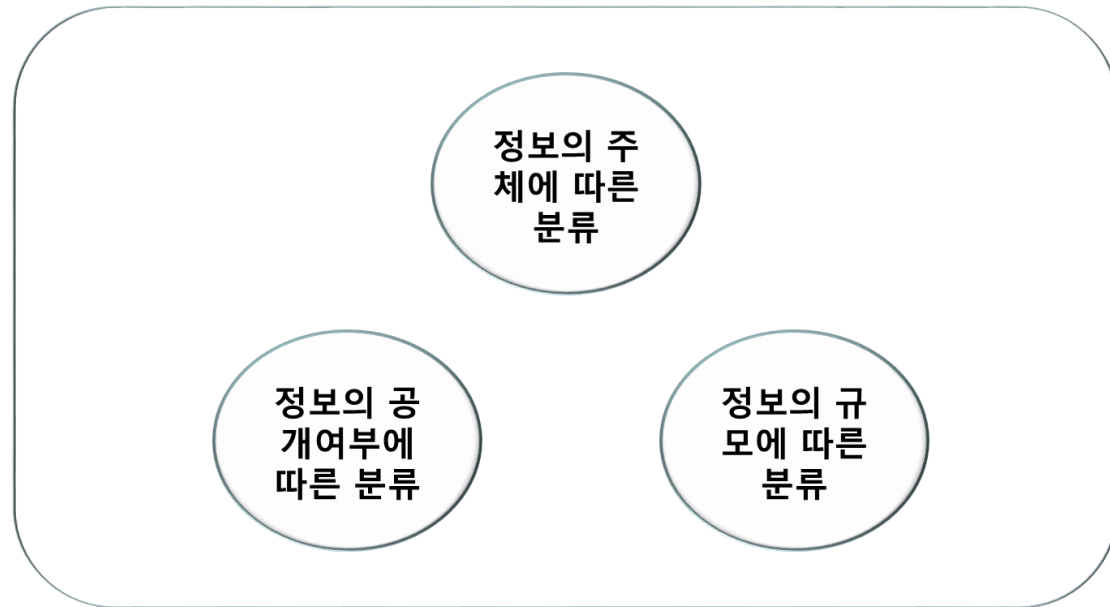 정보의 주
체에 따른
분류
정보의 공
개여부에
따른 분류
정보의 규
모에 따른
분류